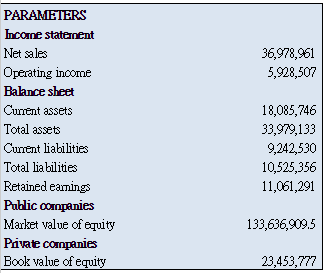 PARAMETERS
Income statement
Net sales 36,978,961
Operating income 5,928,507
Balance sheet
Current assets 18,085,746
Total assets 33,979,133
Current liabilities 9,242,530
Total liabilities 10,525,356
Retained earnings 11,061,291
Public companies
Market value of equity 133,636,909.5
Private companies
Book value of equity 23,453,777